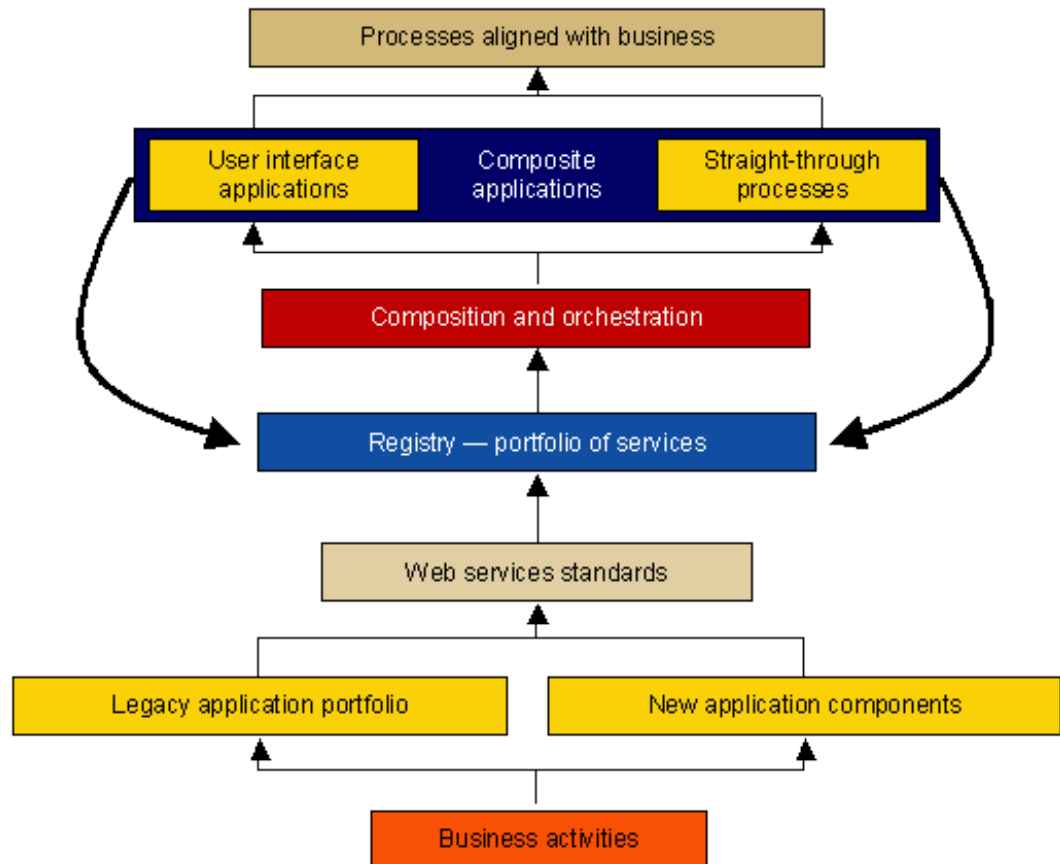 Processes aligned with business
User interface
applications
Composite
applications
Straight-through
processes
Composition and orchestration
Registry — portfolio of services
Web services standards
Legacy application portfolio
New application components
Business activities